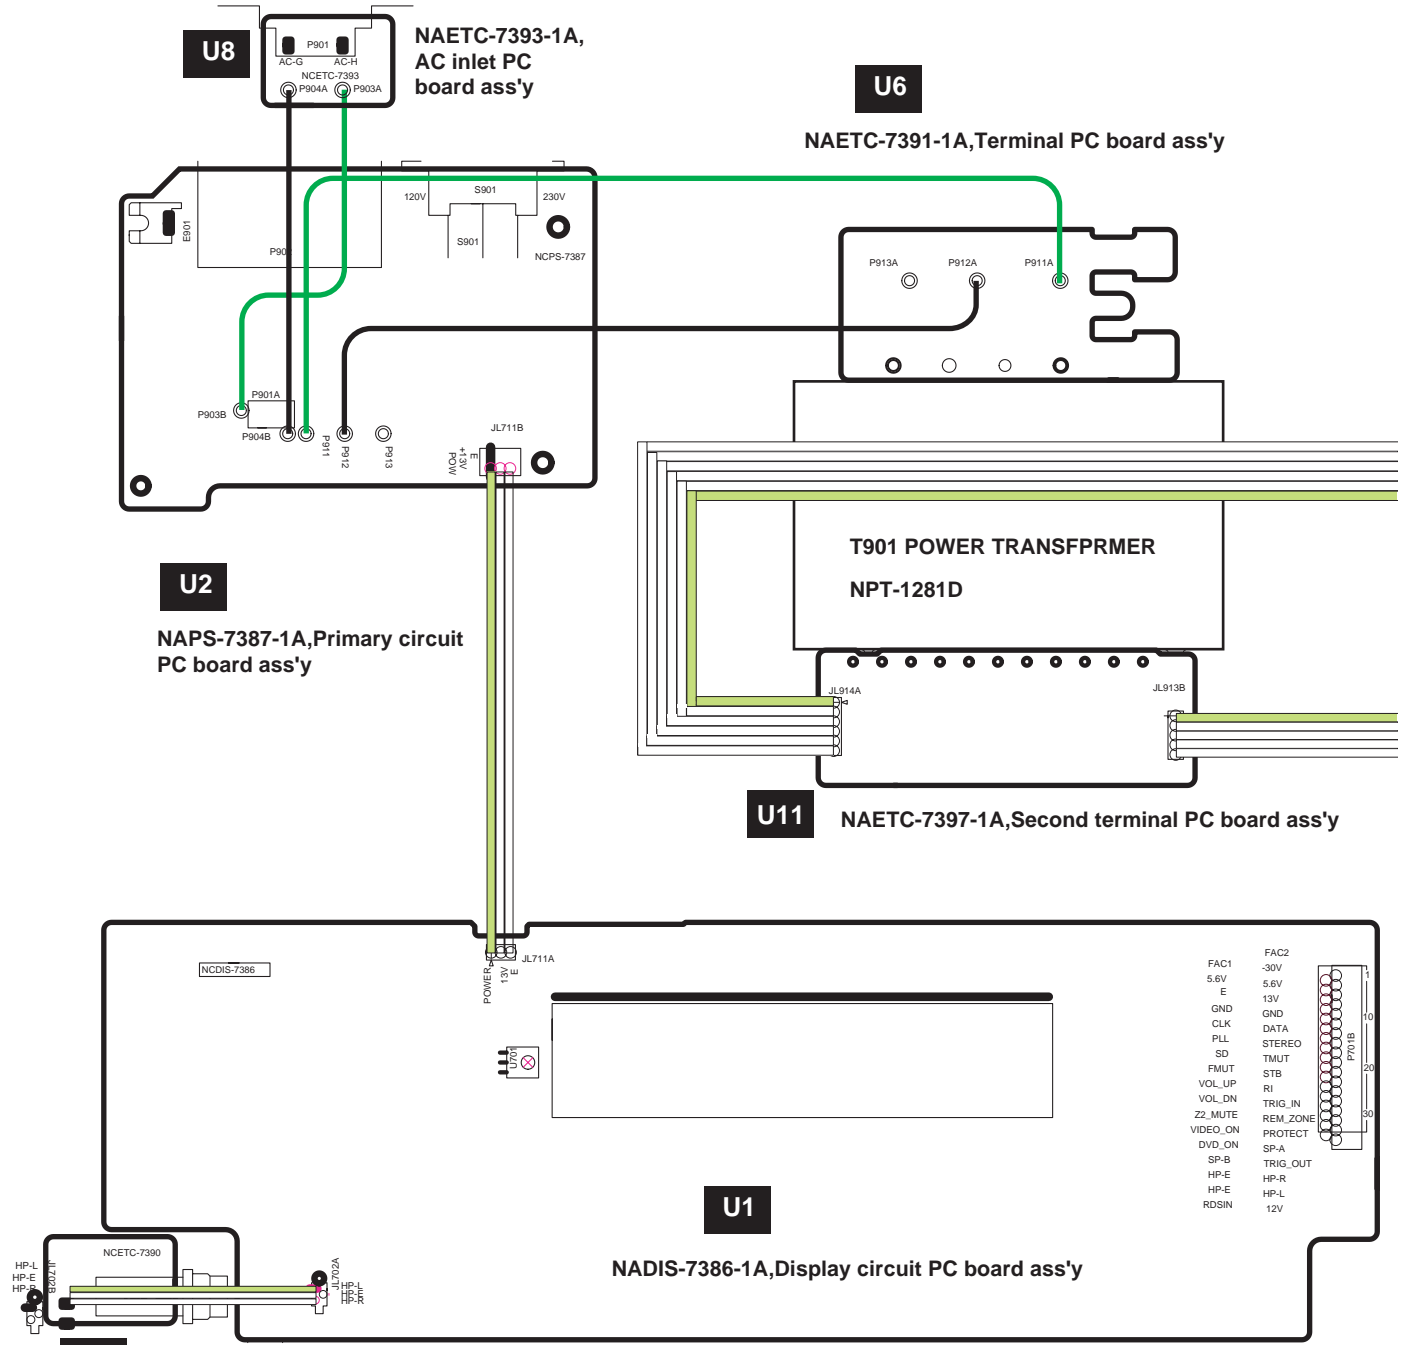 U8
P901
AC-G
AC-H
NCETC-7393
P904A
P903A
NAETC-7393-1A,
AC inlet PC
board ass'y
U6
NAETC-7391-1A,Terminal PC board ass'y
E901
120V
S901
230V
S901
NCPS-7387
P913A
P912A
P911A
P901A
P903B
P904B
P911
P912
P913
JL711B
E
+13V
POW
T901 POWER TRANSFPRMER
NPT-1281D
U2
NAPS-7387-1A,Primary circuit
PC board ass'y
JL914A
JL913B
U11
NAETC-7397-1A,Second terminal PC board ass'y
NCDIS-7386
JL711A
POWER
13V
E
U701
FAC1
5.6V
E
GND
CLK
PLL
SD
FMUT
VOL_UP
VOL_DN
Z2_MUTE
VIDEO_ON
DVD_ON
SP-B
HP-E
HP-E
RDSIN
FAC2
-30V
5.6V
13V
GND
DATA
STEREO
TMUT
STB
RI
TRIG_IN
REM_ZONE
PROTECT
SP-A
TRIG_OUT
HP-R
HP-L
12V
1
10
20
30
P701B
U1
NADIS-7386-1A,Display circuit PC board ass'y
NCETC-7390
HP-L
HP-E
HP-R
JL702B
JL702A
HP-L
HP-E
HP-R